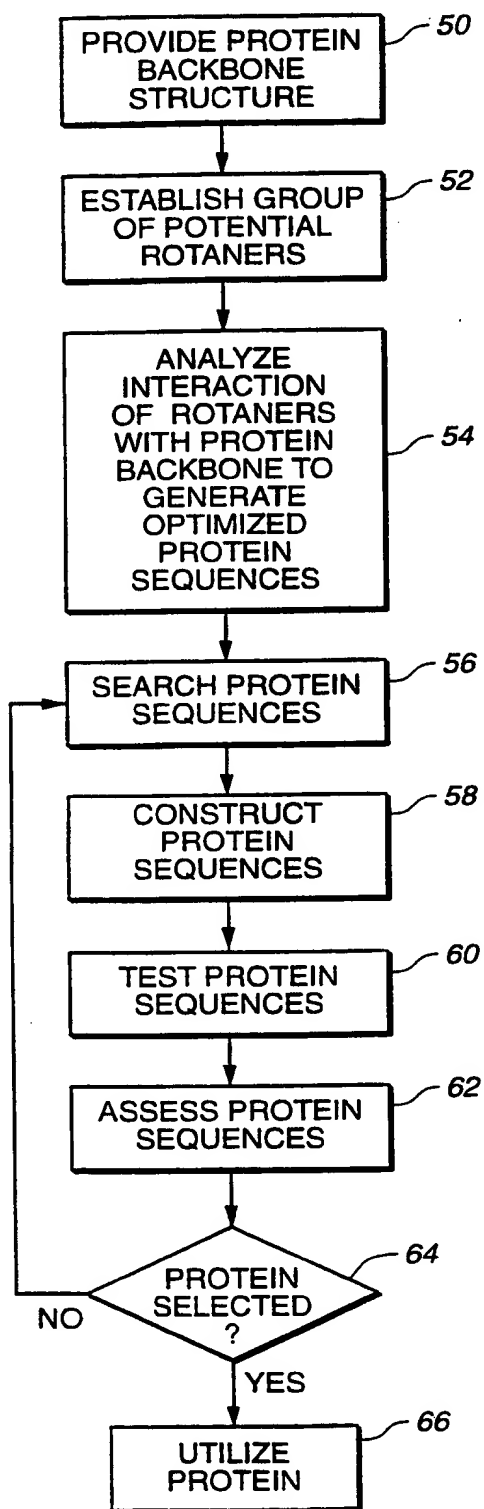 PROVIDE PROTEIN
BACKBONE
STRUCTURE
50
ESTABLISH GROUP
OF POTENTIAL
ROTANERS
52
ANALYZE
INTERACTION
OF ROTANERS
WITH PROTEIN
BACKBONE TO
GENERATE
OPTIMIZED
PROTEIN
SEQUENCES
54
SEARCH PROTEIN
SEQUENCES
56
CONSTRUCT
PROTEIN
SEQUENCES
58
TEST PROTEIN
SEQUENCES
60
ASSESS PROTEIN
SEQUENCES
62
PROTEIN
SELECTED
?
64
NO
YES
UTILIZE
PROTEIN
66